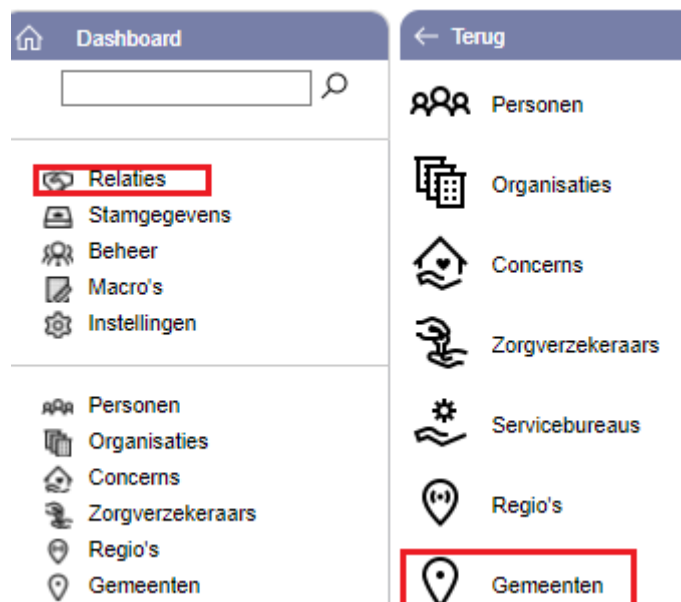 Dashboard
Relaties
Stamgegevens
Beheer
Macro's
Instellingen
Personen
Organisaties
Concerns
Zorgverzekeraars
Regio's
Gemeenten
Terug
Personen
Organisaties
Concerns
Zorgverzekeraars
Servicebureaus
Regio's
Gemeenten